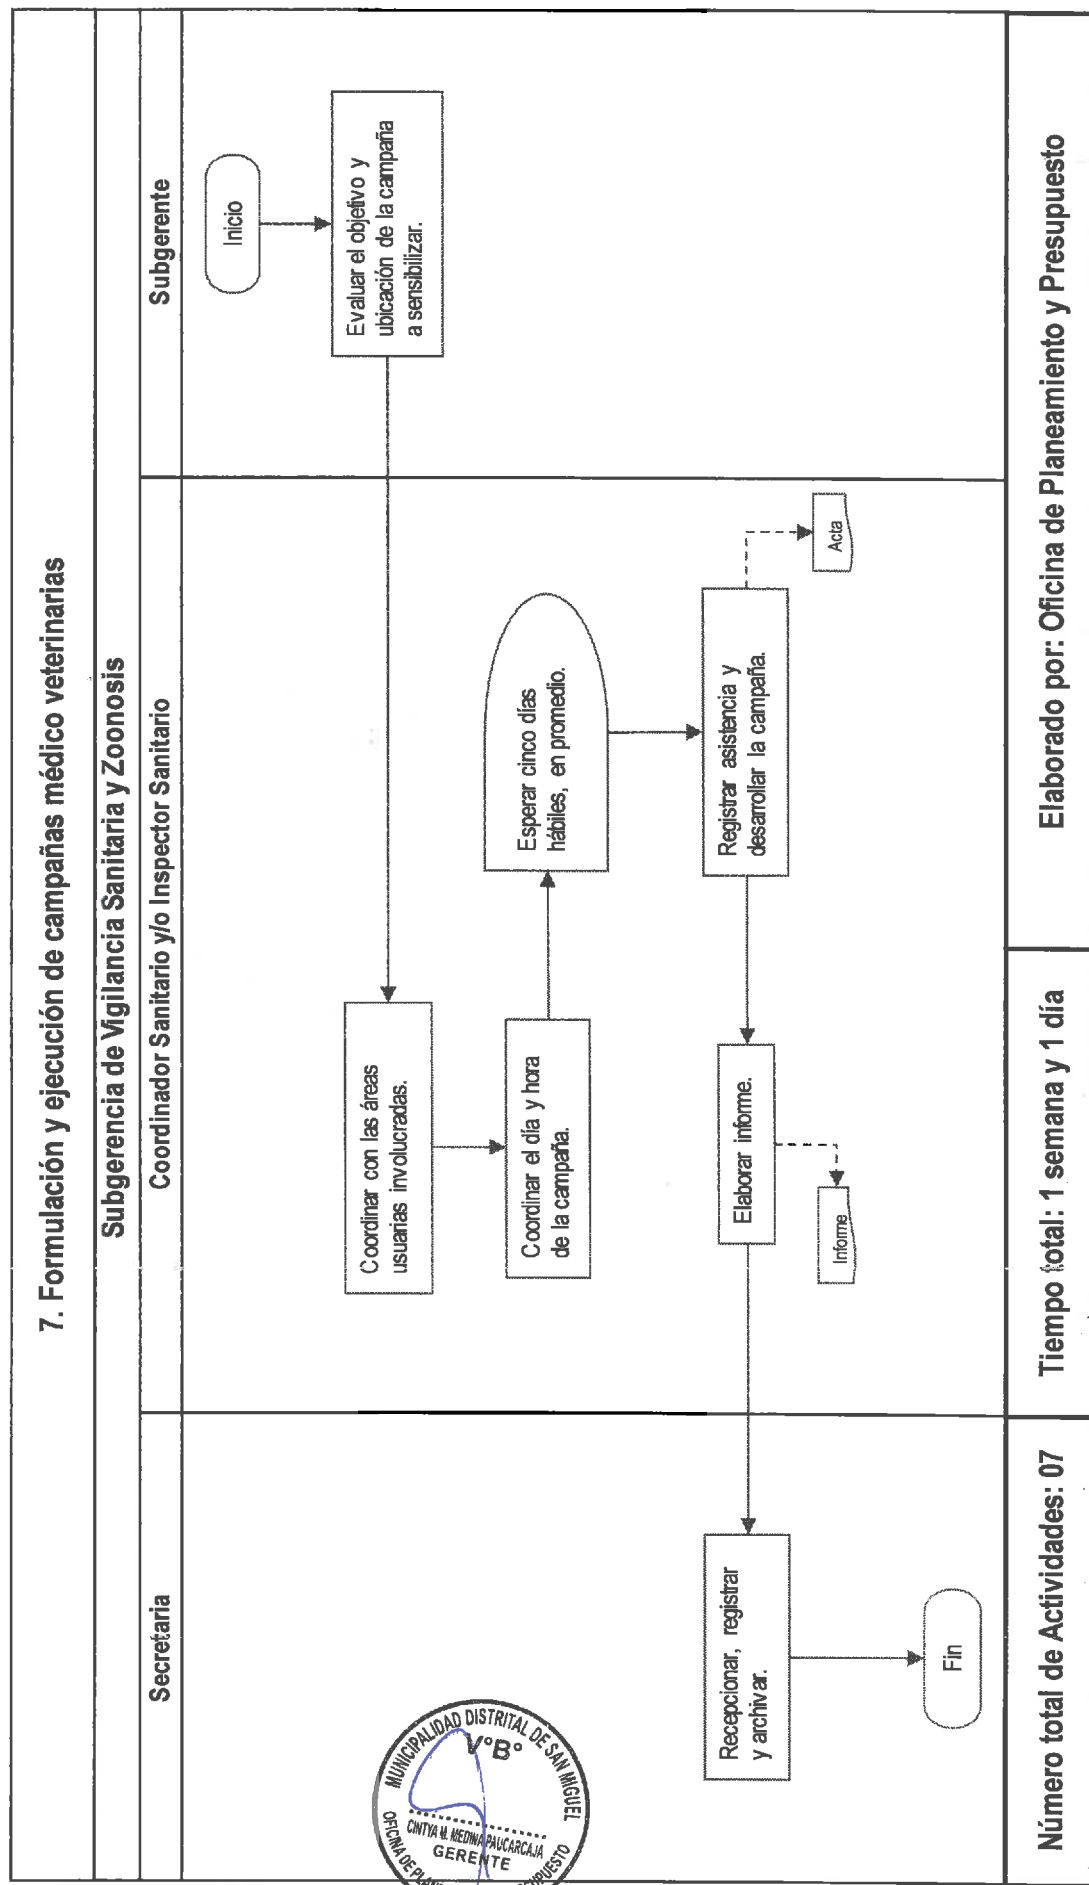 7. Formulación y ejecución de campañas médico veterinarias
Subgerencia de Vigilancia Sanitaria y Zoonosis
Secretaria
Coordinador Sanitario y/o Inspector Sanitario
Subgerente
Inicio
Evaluar el objetivo y
ubicación de la campaña
a sensibilizar.
Coordinar con las áreas
usuarias involucradas.
Coordinar el día y hora
de la campaña.
Esperar cinco días
hábiles, en promedio.
Registrar asistencia y
desarrollar la campaña.
Acta
Elaborar informe.
Informe
Recepcionar, registrar
y archivar.
Fin
MUNICIPALIDAD DISTRITAL DE SAN MIGUEL
V°B°
CINTYA M. MEDINA PAUCARCAJA
GERENTE
Número total de Actividades: 07
Tiempo total: 1 semana y 1 día
Elaborado por: Oficina de Planeamiento y Presupuesto